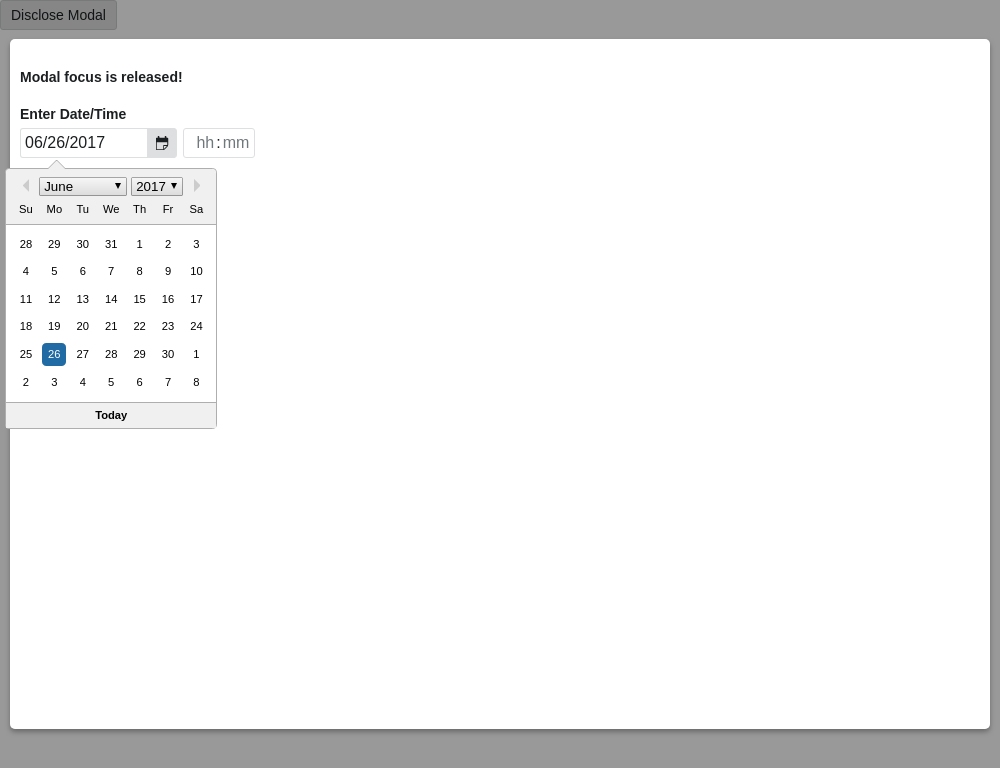 Disclose Modal
Modal focus is released!
Enter Date/Time
06/26/2017 hh:mm
June 2017
Su Mo Tu We Th Fr Sa
28 29 30 31 1 2 3
4 5 6 7 8 9 10
11 12 13 14 15 16 17
18 19 20 21 22 23 24
25 26 27 28 29 30 1
2 3 4 5 6 7 8
Today